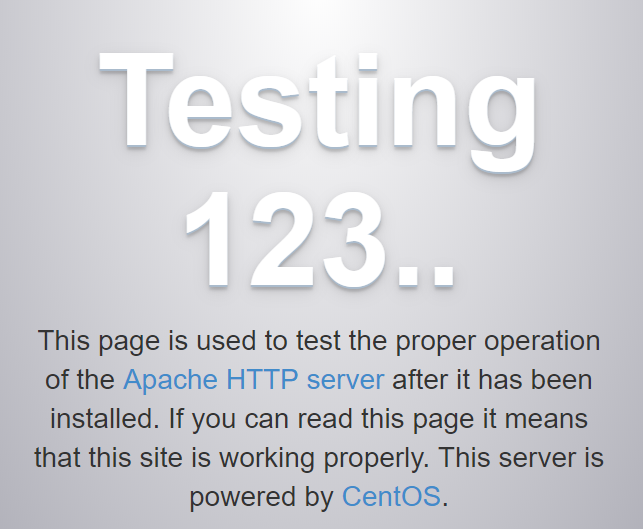 Testing
123..
This page is used to test the proper operation
of the Apache HTTP server after it has been
installed. If you can read this page it means
that this site is working properly. This server is
powered by CentOS.